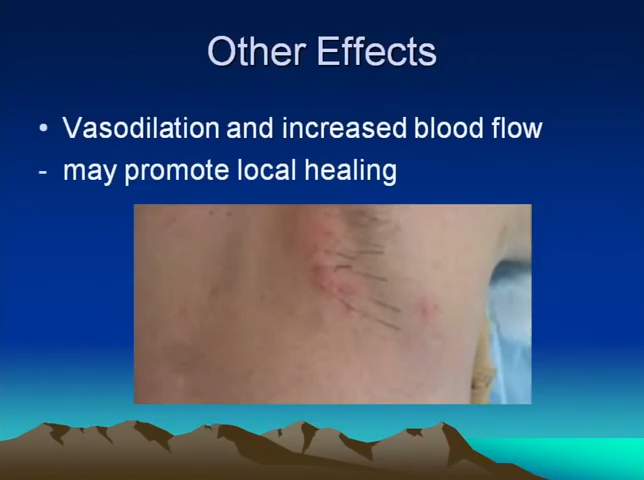 Other Effects
• Vasodilation and increased blood flow
- may promote local healing